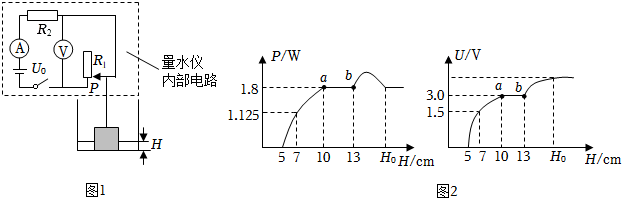 R₂
A
V
R₁
U₀
P
量水仪
内部电路
H
图1
P/W
a
b
1.8
1.125
5 7 10 13 H₀ H/cm
U/V
a
b
3.0
1.5
5 7 10 13 H₀ H/cm
图2